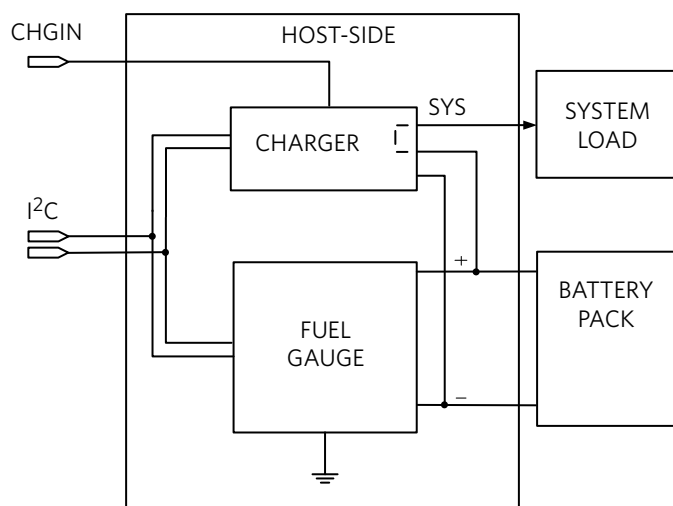 CHGIN
HOST-SIDE
SYS
CHARGER
SYSTEM
LOAD
I²C
+
BATTERY
PACK
FUEL
GAUGE
−